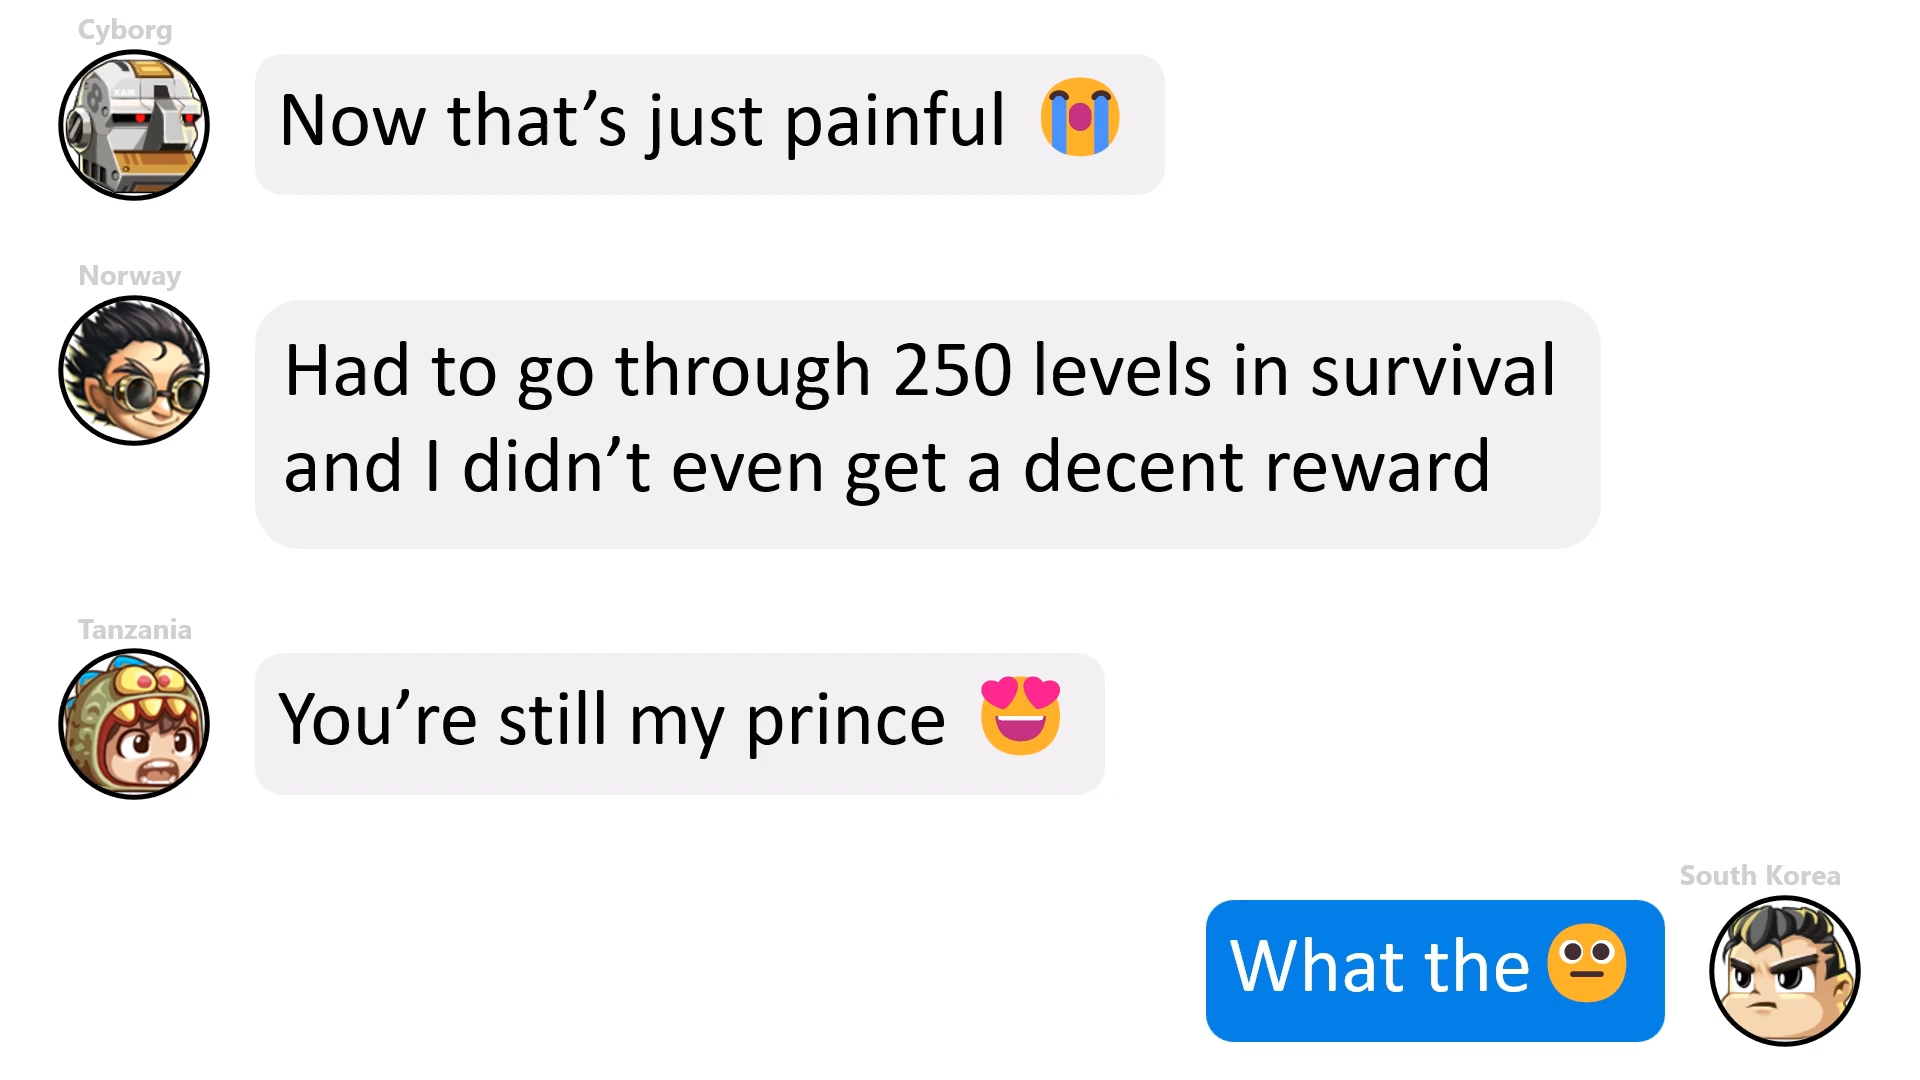 Cyborg
XAM
Now that’s just painful 😭
Norway
Had to go through 250 levels in survival
and I didn’t even get a decent reward
Tanzania
You’re still my prince 😍
South Korea
What the 😐